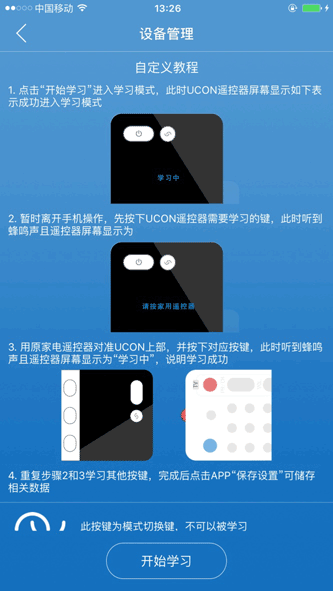 中国移动
13:26
设备管理
自定义教程
1. 点击“开始学习”进入学习模式，此时UCON遥控器屏幕显示如下表
示成功进入学习模式
学习中
2. 暂时离开手机操作，先按下UCON遥控器需要学习的键，此时听到
蜂鸣声且遥控器屏幕显示为
请按家用遥控器
3. 用原家电遥控器对准UCON上部，并按下对应按键，此时听到蜂鸣
声且遥控器屏幕显示为“学习中”，说明学习成功
4. 重复步骤2和3学习其他按键，完成后点击APP“保存设置”可储存
相关数据
此按键为模式切换键，不可以被学习
开始学习